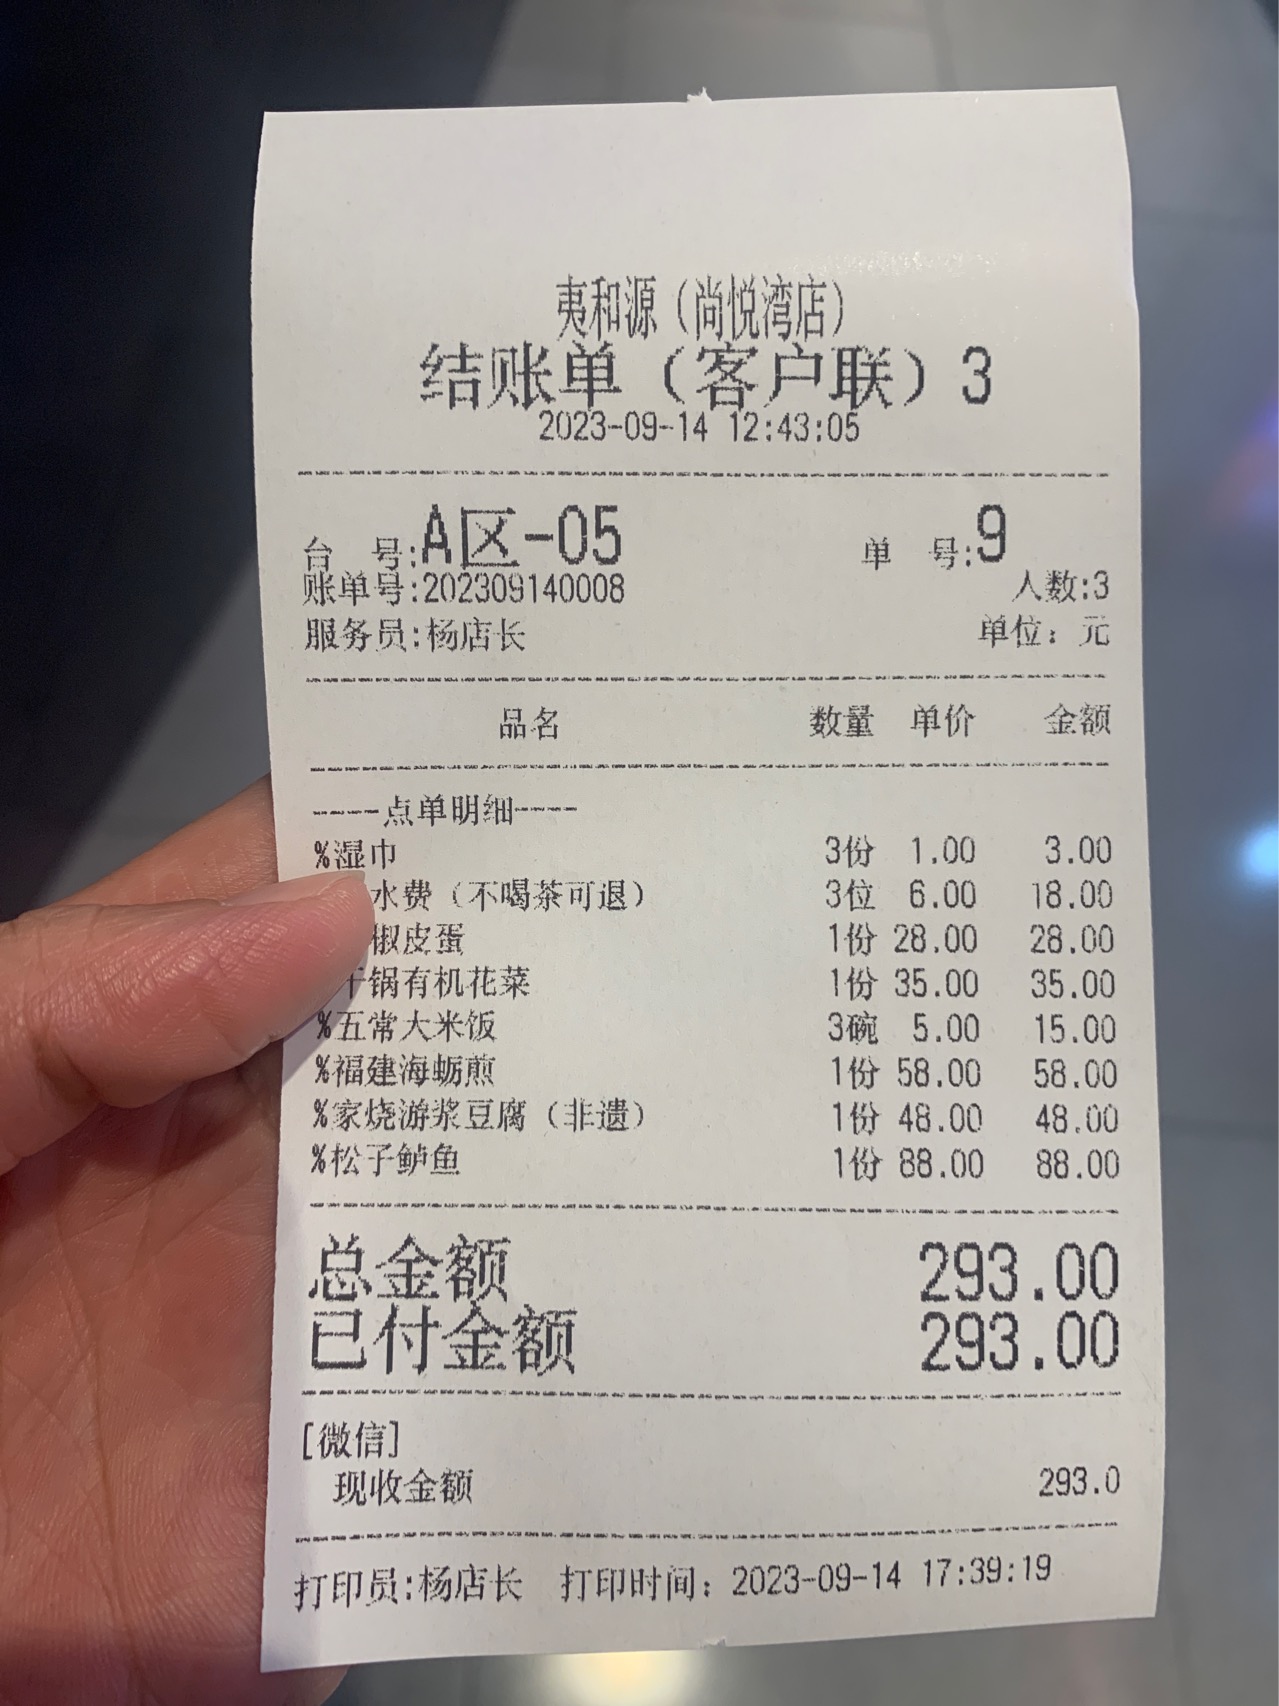 夷和源（尚悦湾店）
结账单（客户联）3
2023-09-14 12:43:05
台 号:A区-05 单 号:9
账单号:202309140008 人数:3
服务员:杨店长 单位：元
品名 数量 单价 金额
----点单明细----
%湿巾 3份 1.00 3.00
水费（不喝茶可退） 3位 6.00 18.00
椒皮蛋 1份 28.00 28.00
干锅有机花菜 1份 35.00 35.00
%五常大米饭 3碗 5.00 15.00
%福建海蛎煎 1份 58.00 58.00
%家烧游浆豆腐（非遗） 1份 48.00 48.00
%松子鲈鱼 1份 88.00 88.00
总金额 293.00
已付金额 293.00
[微信]
现收金额 293.0
打印员:杨店长 打印时间：2023-09-14 17:39:19